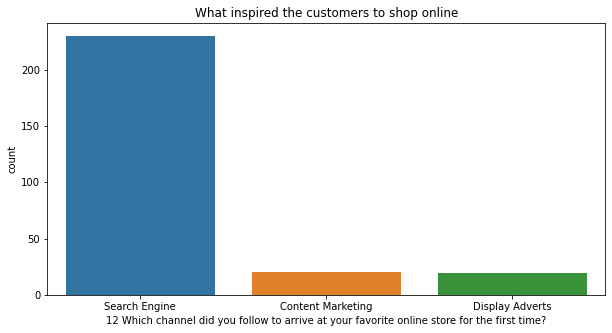 What inspired the customers to shop online
count
200
150
100
50
0
Search Engine
Content Marketing
Display Adverts
12 Which channel did you follow to arrive at your favorite online store for the first time?